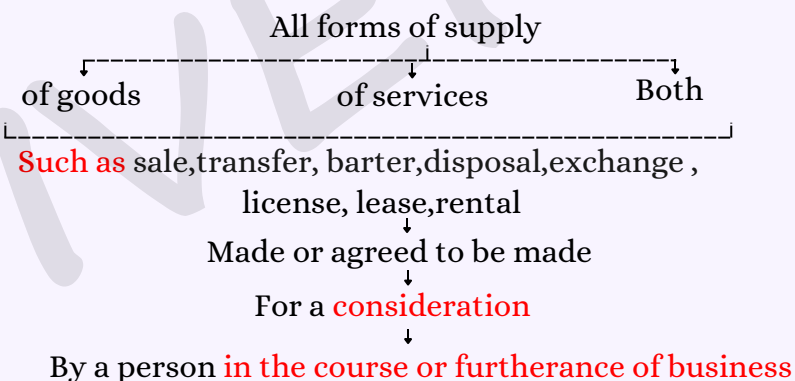 All forms of supply
of goods of services Both
Such as sale,transfer, barter,disposal,exchange ,
license, lease,rental
Made or agreed to be made
For a consideration
By a person in the course or furtherance of business